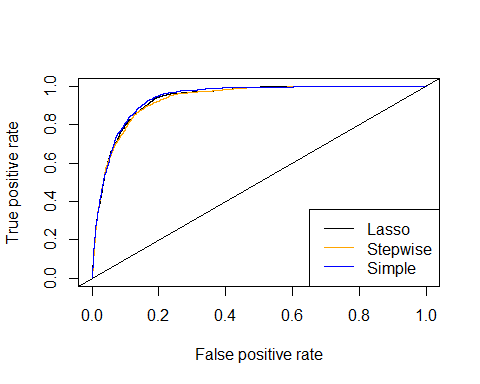 True positive rate
1.0
0.8
0.6
0.4
0.2
0.0
Lasso
Stepwise
Simple
0.0 0.2 0.4 0.6 0.8 1.0
False positive rate